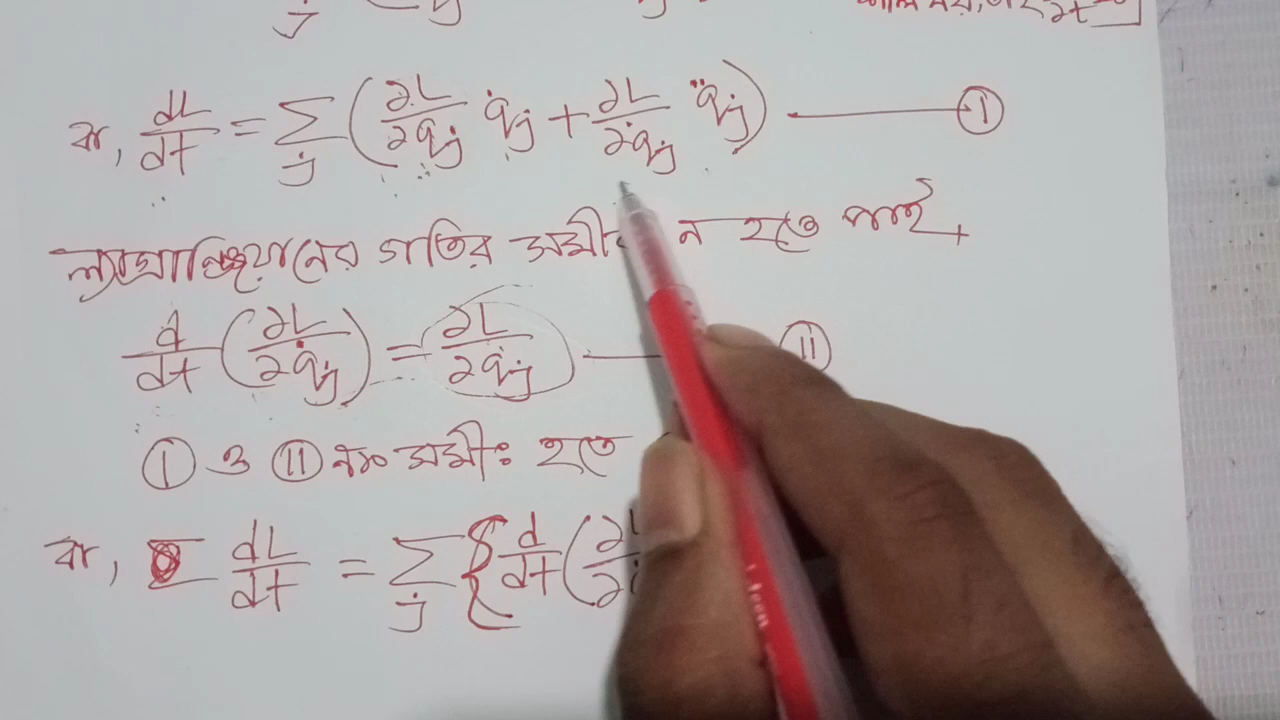 বা, dL/dt = Σ_j (∂L/∂q_j q̇_j + ∂L/∂q̇_j q̈_j) — (I)
ল্যাগ্রাঞ্জিয়ানের গতির হতে পাই,
d/dt (∂L/∂q̇_j) = ∂L/∂q_j — (II)
(I) ও (II) নং সমীঃ হতে
বা, dL/dt = Σ_j { d/dt (∂